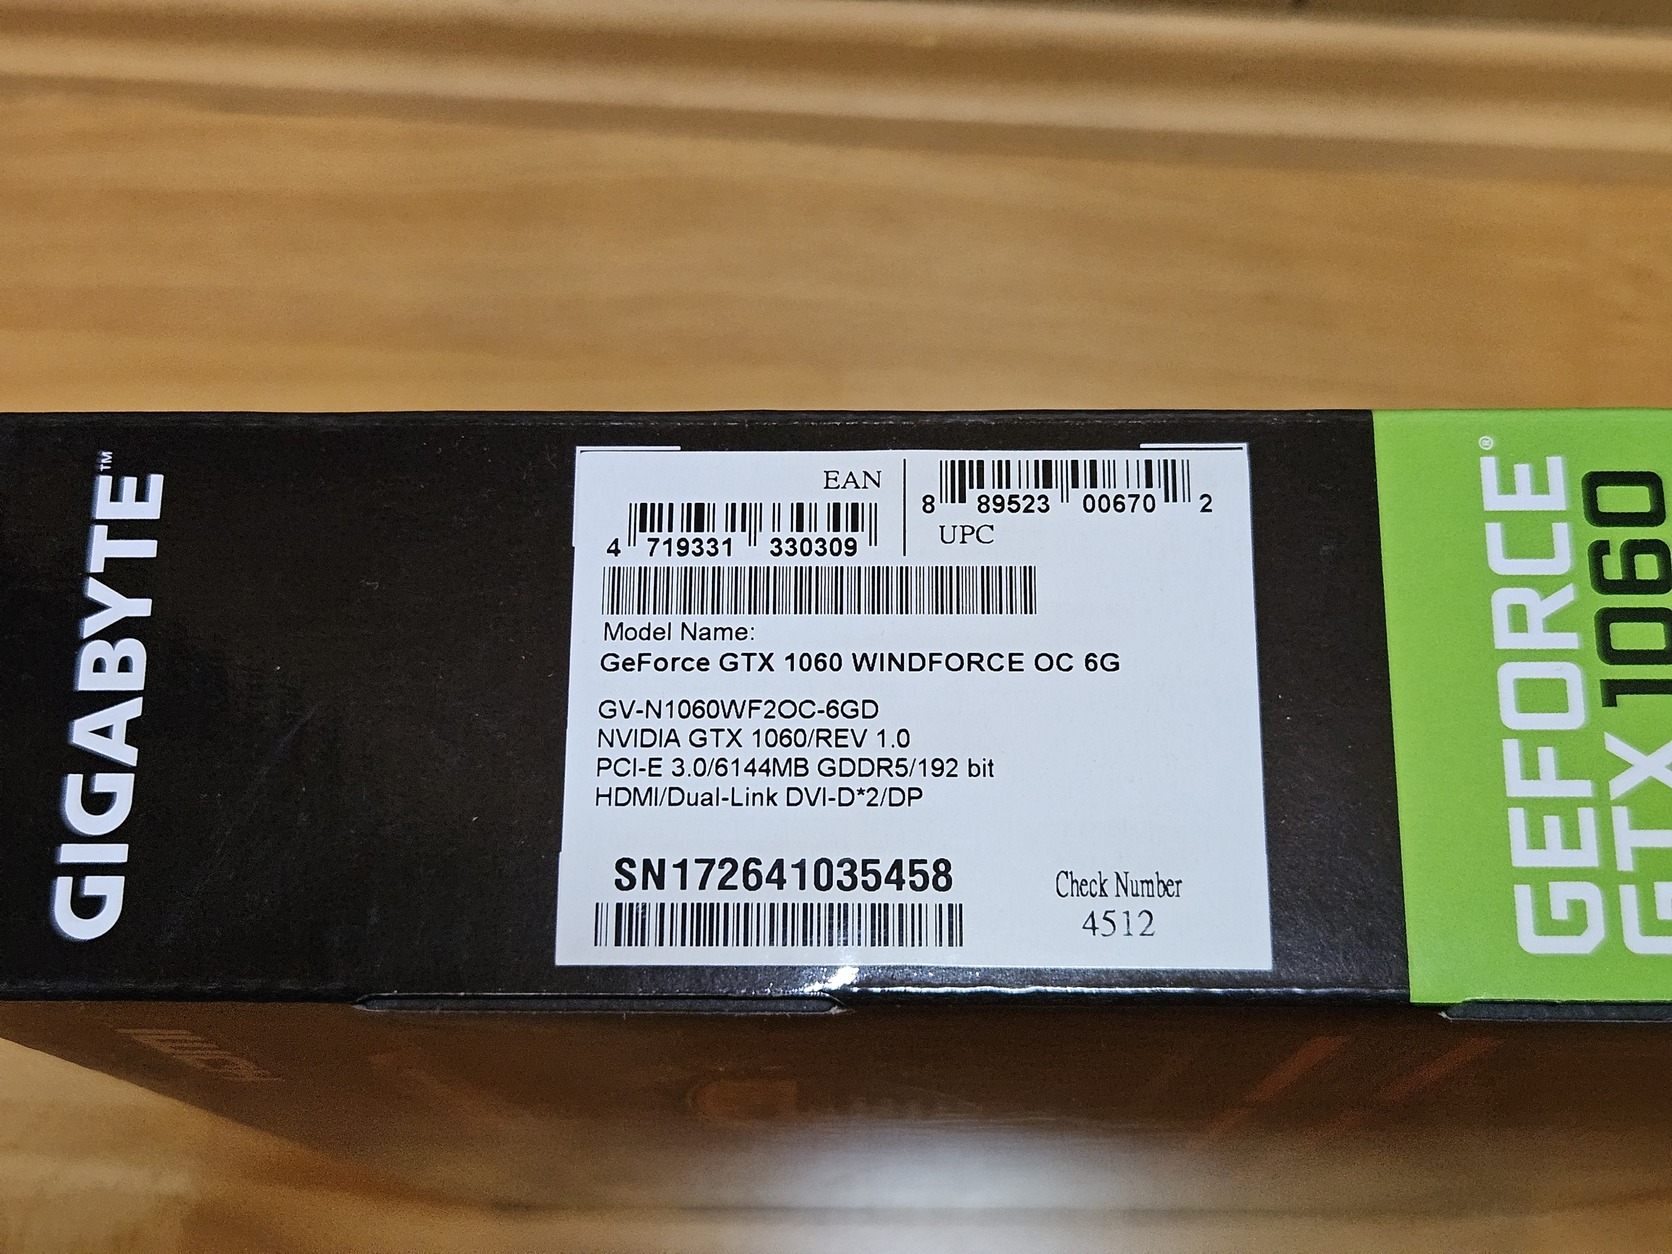 GIGABYTE™
EAN
4 719331 330309
8 89523 00670 2
UPC
Model Name:
GeForce GTX 1060 WINDFORCE OC 6G
GV-N1060WF2OC-6GD
NVIDIA GTX 1060/REV 1.0
PCI-E 3.0/6144MB GDDR5/192 bit
HDMI/Dual-Link DVI-D*2/DP
SN172641035458
Check Number
4512
GEFORCE®
GTX 1060